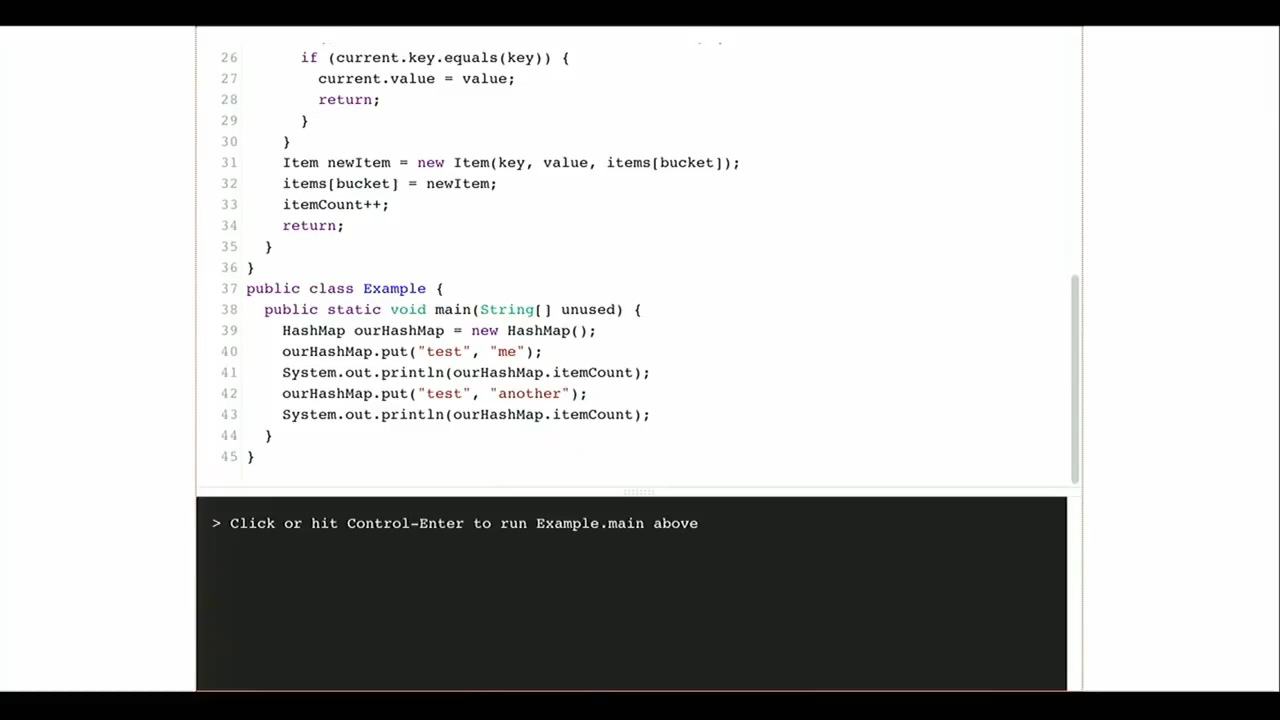 26 if (current.key.equals(key)) {
27 current.value = value;
28 return;
29 }
30 }
31 Item newItem = new Item(key, value, items[bucket]);
32 items[bucket] = newItem;
33 itemCount++;
34 return;
35 }
36 }
37 public class Example {
38 public static void main(String[] unused) {
39 HashMap ourHashMap = new HashMap();
40 ourHashMap.put("test", "me");
41 System.out.println(ourHashMap.itemCount);
42 ourHashMap.put("test", "another");
43 System.out.println(ourHashMap.itemCount);
44 }
45 }
> Click or hit Control-Enter to run Example.main above